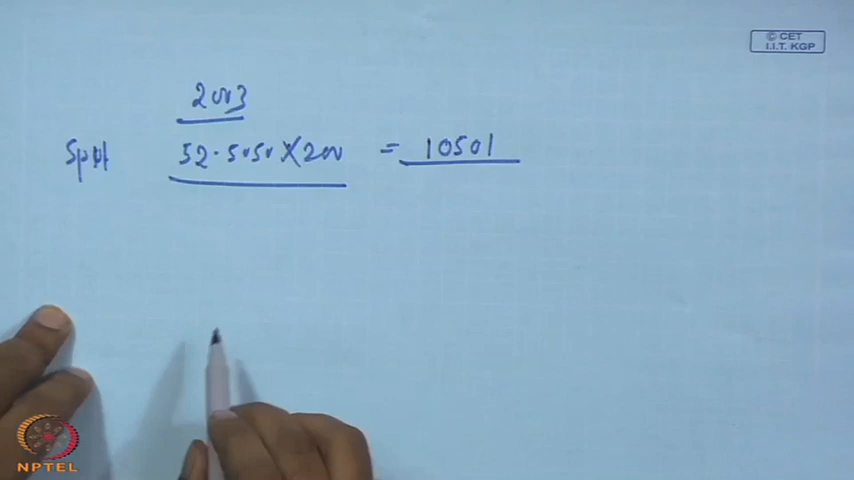 © CET
I.I.T. KGP
2003
Spot 52.5050 X 200 = 10501
NPTEL